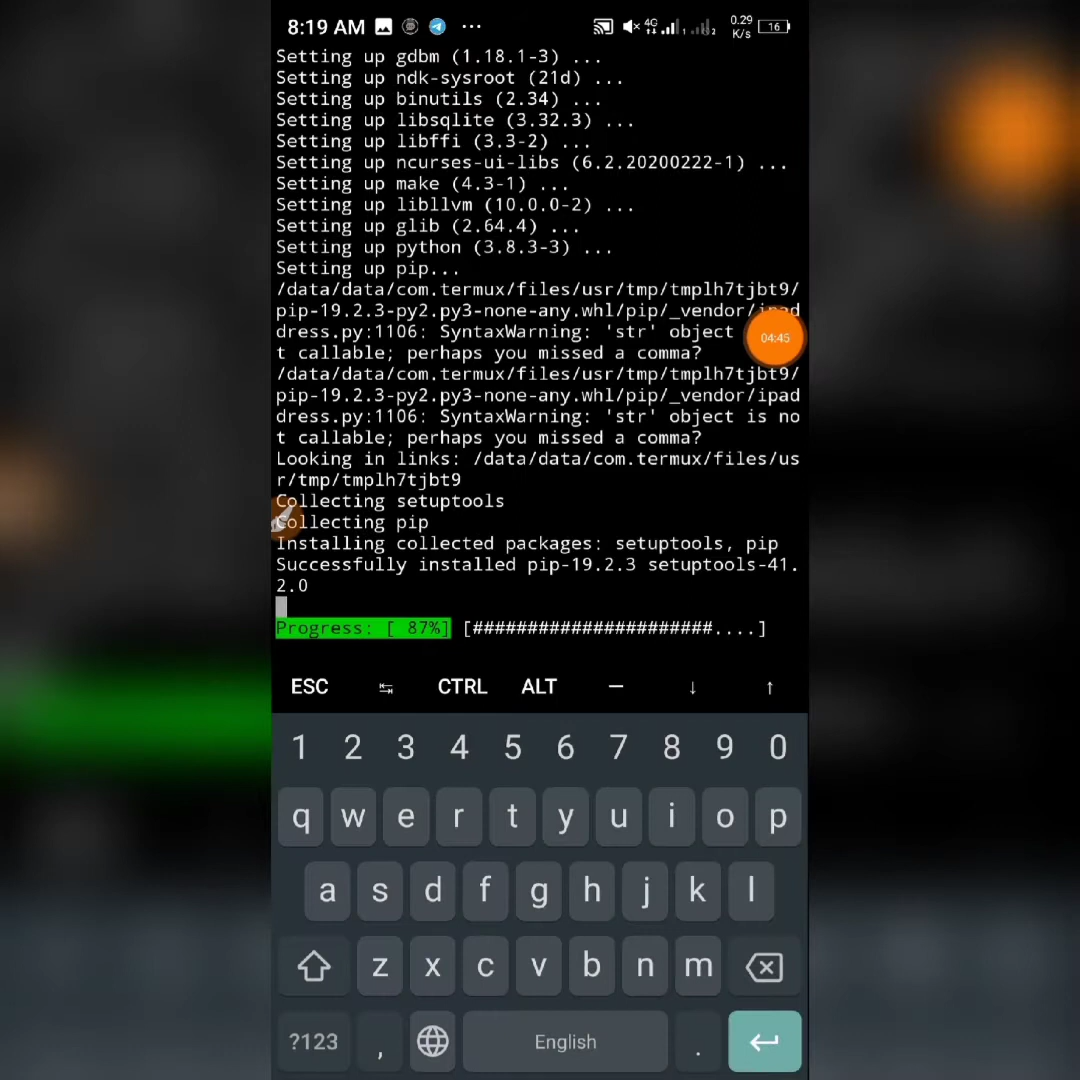 8:19 AM ... 4G 1 2 0.29 K/s 16
Setting up gdbm (1.18.1-3) ...
Setting up ndk-sysroot (21d) ...
Setting up binutils (2.34) ...
Setting up libsqlite (3.32.3) ...
Setting up libffi (3.3-2) ...
Setting up ncurses-ui-libs (6.2.20200222-1) ...
Setting up make (4.3-1) ...
Setting up libllvm (10.0.0-2) ...
Setting up glib (2.64.4) ...
Setting up python (3.8.3-3) ...
Setting up pip...
/data/data/com.termux/files/usr/tmp/tmplh7tjbt9/
pip-19.2.3-py2.py3-none-any.whl/pip/_vendor/ipad
dress.py:1106: SyntaxWarning: 'str' object
04:45
t callable; perhaps you missed a comma?
/data/data/com.termux/files/usr/tmp/tmplh7tjbt9/
pip-19.2.3-py2.py3-none-any.whl/pip/_vendor/ipad
dress.py:1106: SyntaxWarning: 'str' object is no
t callable; perhaps you missed a comma?
Looking in links: /data/data/com.termux/files/us
r/tmp/tmplh7tjbt9
Collecting setuptools
Collecting pip
Installing collected packages: setuptools, pip
Successfully installed pip-19.2.3 setuptools-41.
2.0
Progress: [ 87%] [######################....]
ESC ↹ CTRL ALT — ↓ ↑
1 2 3 4 5 6 7 8 9 0
q w e r t y u i o p
a s d f g h j k l
z x c v b n m
?123 , English .